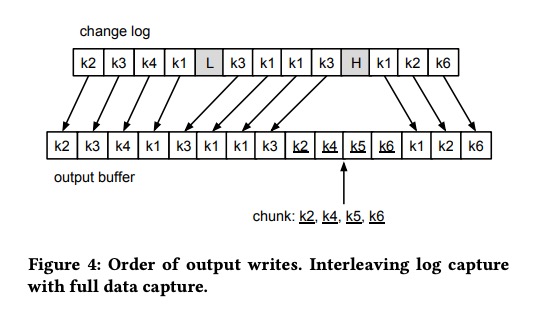 change log
k2 k3 k4 k1 L k3 k1 k1 k3 H k1 k2 k6
k2 k3 k4 k1 k3 k1 k1 k3 k2 k4 k5 k6 k1 k2 k6
output buffer
chunk: k2, k4, k5, k6
Figure 4: Order of output writes. Interleaving log capture
with full data capture.